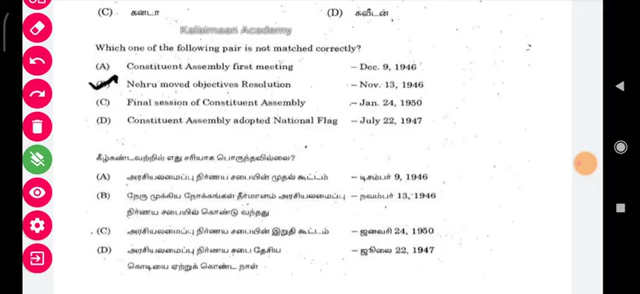 (C) கனடா (D) சுவீடன்
Kalaimaan Academy
Which one of the following pair is not matched correctly?
(A) Constituent Assembly first meeting – Dec. 9, 1946
Nehru moved objectives Resolution – Nov. 13, 1946
(C) Final session of Constituent Assembly – Jan. 24, 1950
(D) Constituent Assembly adopted National Flag – July 22, 1947
கீழ்கண்டவற்றில் எது சரியாக பொருந்தவில்லை?
(A) அரசியலமைப்பு நிர்ணய சபையின் முதல் கூட்டம் – டிசம்பர் 9, 1946
(B) நேரு முக்கிய நோக்கங்கள் தீர்மானம் அரசியலமைப்பு – நவம்பர் 13, 1946
நிர்ணய சபையில் கொண்டு வந்தது
(C) அரசியலமைப்பு நிர்ணய சபையின் இறுதி கூட்டம் – ஜனவரி 24, 1950
(D) அரசியலமைப்பு நிர்ணய சபை தேசிய – ஜூலை 22, 1947
கொடியை ஏற்றுக் கொண்ட நாள்